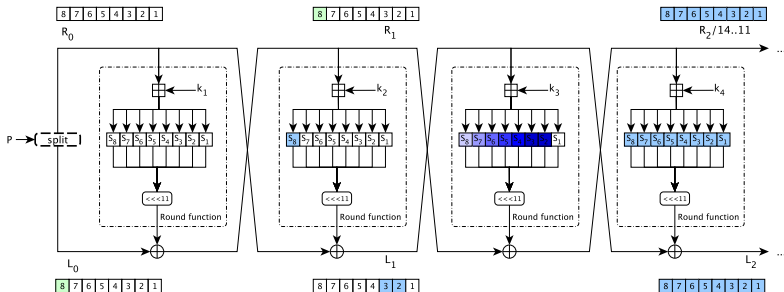 8 7 6 5 4 3 2 1 8 7 6 5 4 3 2 1 8 7 6 5 4 3 2 1
R0 R1 R2/14..11
...
k1 k2 k3 k4
P split S8 S7 S6 S5 S4 S3 S2 S1 S8 S7 S6 S5 S4 S3 S2 S1 S8 S7 S6 S1 S8 S7 S6 S5 S4 S3 S2 S1
<<<11 <<<11 <<<11 <<<11
Round function Round function Round function Round function
...
L0 L1 L2
8 7 6 5 4 3 2 1 8 7 6 5 4 3 2 1 8 7 6 5 4 3 2 1